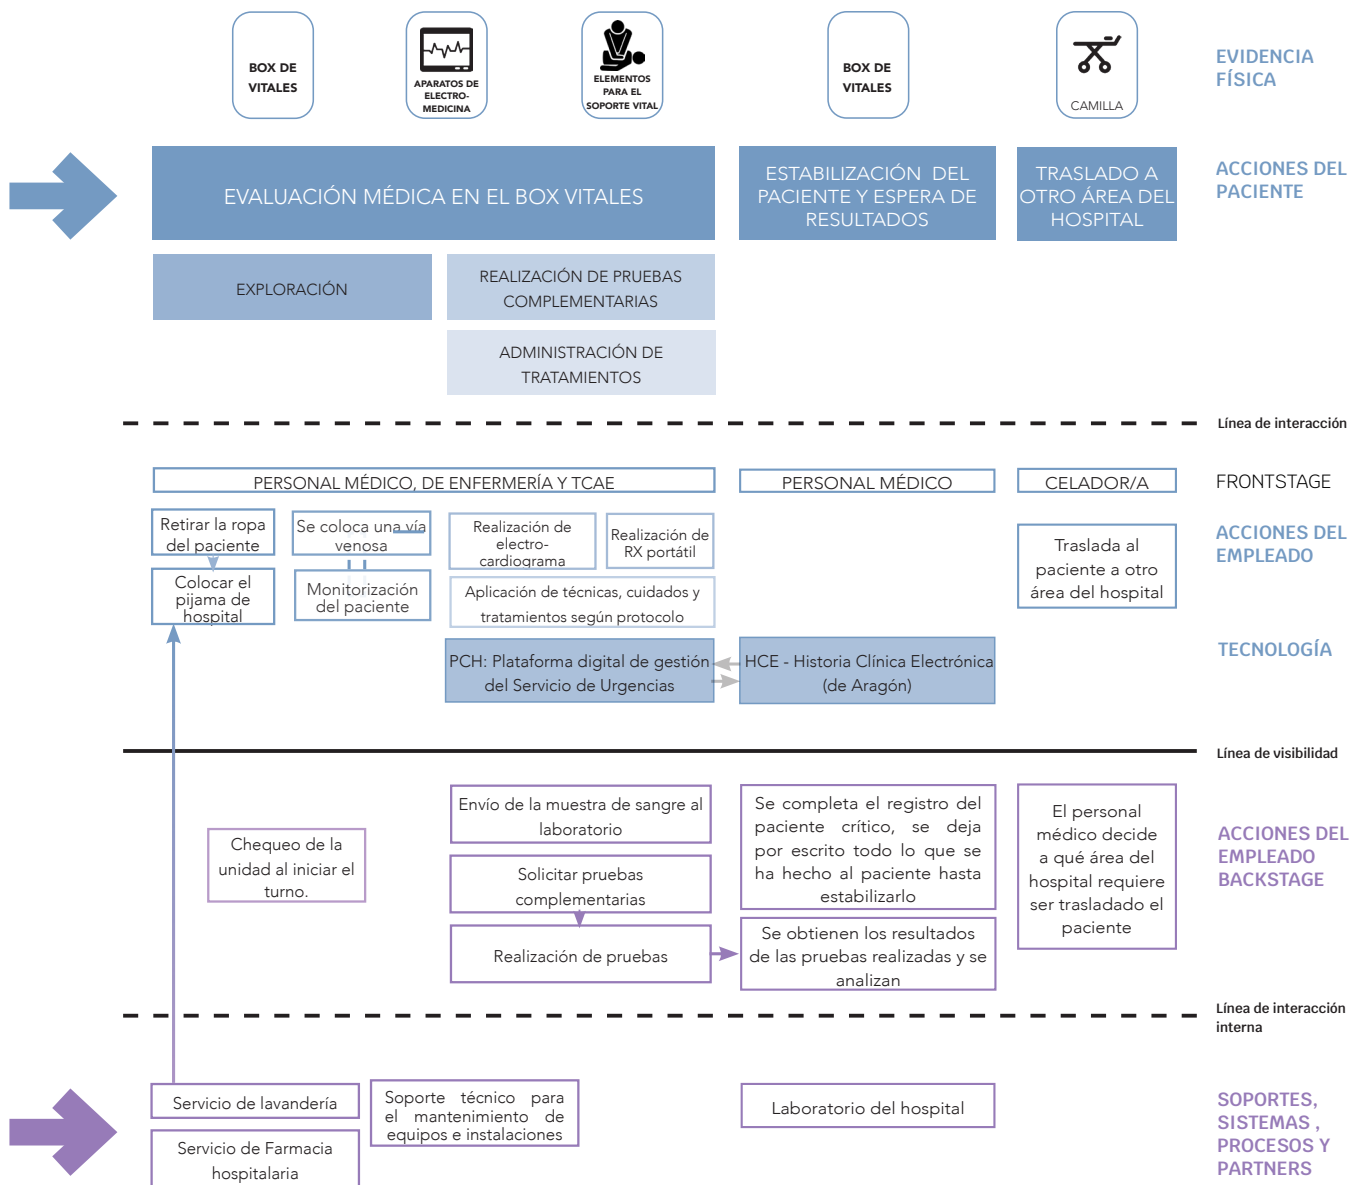 BOX DE
VITALES
APARATOS DE
ELECTRO-
MEDICINA
ELEMENTOS
PARA EL
SOPORTE VITAL
BOX DE
VITALES
CAMILLA
EVIDENCIA
FÍSICA
EVALUACIÓN MÉDICA EN EL BOX VITALES
ESTABILIZACIÓN DEL
PACIENTE Y ESPERA DE
RESULTADOS
TRASLADO A
OTRO ÁREA DEL
HOSPITAL
ACCIONES DEL
PACIENTE
EXPLORACIÓN
REALIZACIÓN DE PRUEBAS
COMPLEMENTARIAS
ADMINISTRACIÓN DE
TRATAMIENTOS
Línea de interacción
PERSONAL MÉDICO, DE ENFERMERÍA Y TCAE
PERSONAL MÉDICO
CELADOR/A
FRONTSTAGE
Retirar la ropa
del paciente
Se coloca una vía
venosa
Realización de
electro-
cardiograma
Realización de
RX portátil
Traslada al
paciente a otro
área del hospital
ACCIONES DEL
EMPLEADO
Colocar el
pijama de
hospital
Monitorización
del paciente
Aplicación de técnicas, cuidados y
tratamientos según protocolo
PCH: Plataforma digital de gestión
del Servicio de Urgencias
HCE - Historia Clínica Electrónica
(de Aragón)
TECNOLOGÍA
Línea de visibilidad
Chequeo de la
unidad al iniciar el
turno.
Envío de la muestra de sangre al
laboratorio
Solicitar pruebas
complementarias
Realización de pruebas
Se completa el registro del
paciente crítico, se deja
por escrito todo lo que se
ha hecho al paciente hasta
estabilizarlo
Se obtienen los resultados
de las pruebas realizadas y se
analizan
El personal
médico decide
a qué área del
hospital requiere
ser trasladado el
paciente
ACCIONES DEL
EMPLEADO
BACKSTAGE
Línea de interacción
interna
Servicio de lavandería
Servicio de Farmacia
hospitalaria
Soporte técnico para
el mantenimiento de
equipos e instalaciones
Laboratorio del hospital
SOPORTES,
SISTEMAS ,
PROCESOS Y
PARTNERS